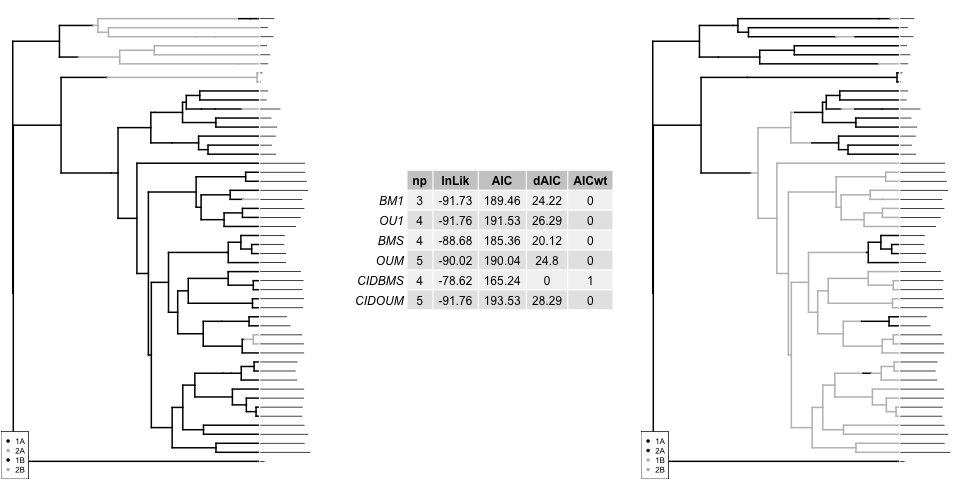 np lnLik AIC dAIC AICwt
BM1 3 -91.73 189.46 24.22 0
OU1 4 -91.76 191.53 26.29 0
BMS 4 -88.68 185.36 20.12 0
OUM 5 -90.02 190.04 24.8 0
CIDBMS 4 -78.62 165.24 0 1
CIDOUM 5 -91.76 193.53 28.29 0
1A
2A
1B
2B
1A
2A
1B
2B